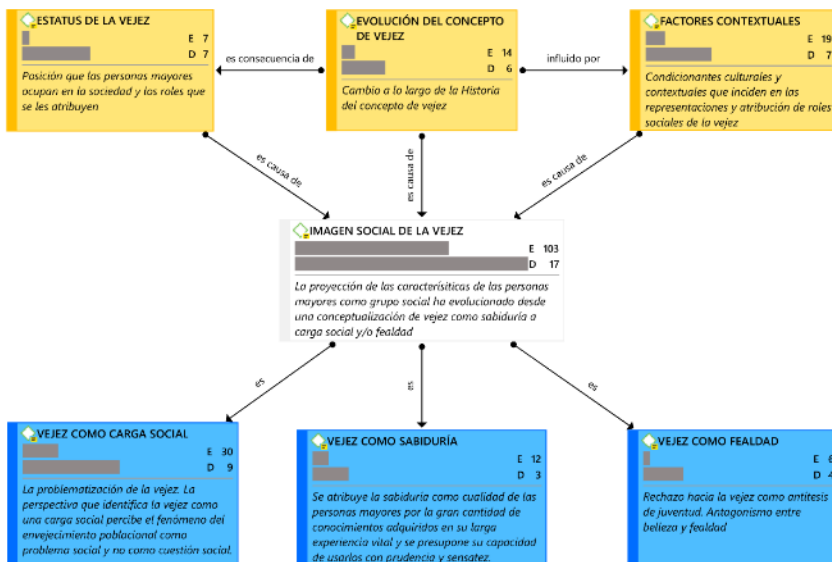 ESTATUS DE LA VEJEZ
E 7
D 7
Posición que las personas mayores
ocupan en la sociedad y los roles que
se les atribuyen
es consecuencia de
EVOLUCIÓN DEL CONCEPTO
DE VEJEZ
E 14
D 6
Cambio a lo largo de la Historia
del concepto de vejez
influido por
FACTORES CONTEXTUALES
E 19
D 7
Condicionantes culturales y
contextuales que inciden en las
representaciones y atribución de roles
sociales de la vejez
es causa de
es causa de
es causa de
IMAGEN SOCIAL DE LA VEJEZ
E 103
D 17
La proyección de las caracterísiticas de las personas
mayores como grupo social ha evolucionado desde
una conceptualización de vejez como sabiduría a
carga social y/o fealdad
es
es
es
VEJEZ COMO CARGA SOCIAL
E 30
D 9
La problematización de la vejez. La
perspectiva que identifica la vejez como
una carga social percibe el fenómeno del
envejecimiento poblacional como
problema social y no como cuestión social.
VEJEZ COMO SABIDURÍA
E 12
D 3
Se atribuye la sabiduría como cualidad de las
personas mayores por la gran cantidad de
conocimientos adquiridos en su larga
experiencia vital y se presupone su capacidad
de usarlos con prudencia y sensatez.
VEJEZ COMO FEALDAD
E 6
D 4
Rechazo hacia la vejez como antítesis
de juventud. Antagonismo entre
belleza y fealdad